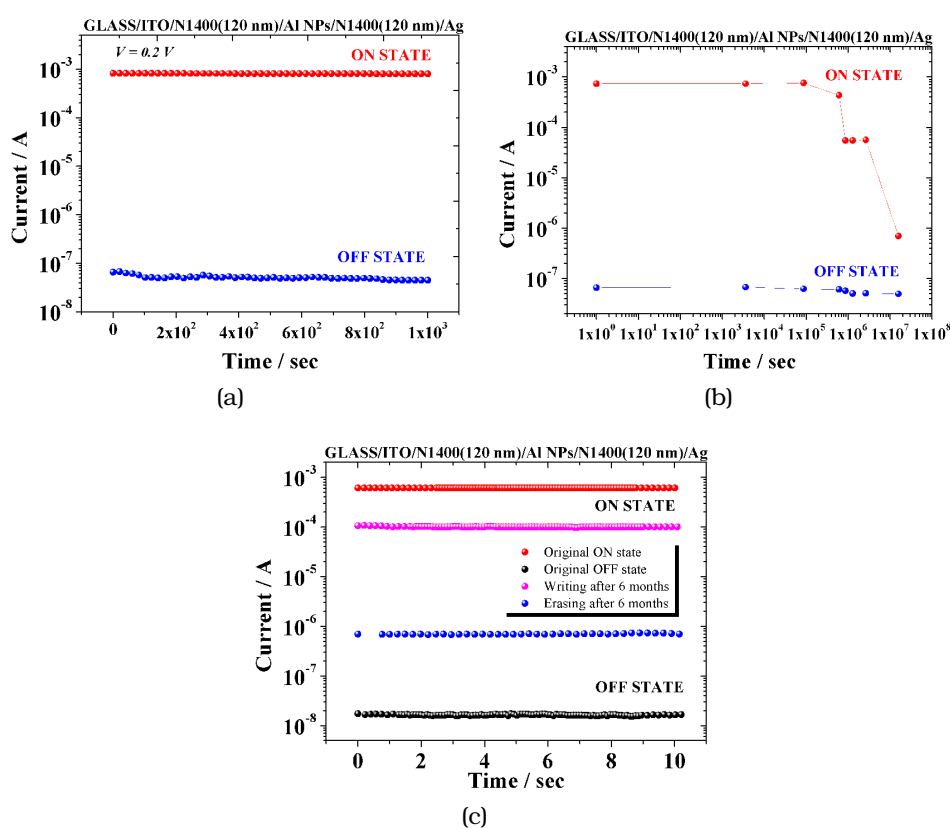 GLASS/ITO/N1400(120 nm)/Al NPs/N1400(120 nm)/Ag
V = 0.2 V
ON STATE
10⁻³
10⁻⁴
10⁻⁵
10⁻⁶
10⁻⁷
10⁻⁸
Current / A
OFF STATE
0 2x10² 4x10² 6x10² 8x10² 1x10³
Time / sec
(a)
GLASS/ITO/N1400(120 nm)/Al NPs/N1400(120 nm)/Ag
ON STATE
10⁻³
10⁻⁴
10⁻⁵
10⁻⁶
10⁻⁷
Current / A
OFF STATE
1x10⁰ 1x10¹ 1x10² 1x10³ 1x10⁴ 1x10⁵ 1x10⁶ 1x10⁷ 1x10⁸
Time / sec
(b)
GLASS/ITO/N1400(120 nm)/Al NPs/N1400(120 nm)/Ag
10⁻³
10⁻⁴
10⁻⁵
10⁻⁶
10⁻⁷
10⁻⁸
Current / A
ON STATE
Original ON state
Original OFF state
Writing after 6 months
Erasing after 6 months
OFF STATE
0 2 4 6 8 10
Time / sec
(c)